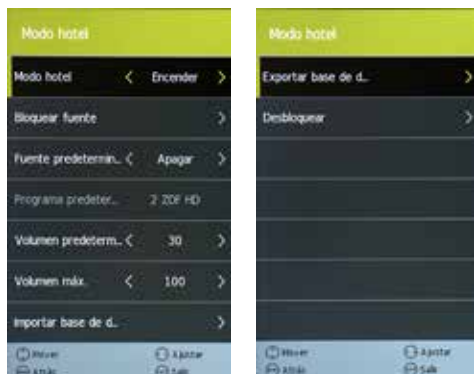 Modo hotel
Modo hotel < Encender >
Bloquear fuente >
Fuente predetermin... < Apagar >
Programa predeter... 2 ZDF HD
Volumen predeterm... < 30 >
Volumen máx. < 100 >
Importar base de d... >
Mover Ajustar
Atrás Salir
Modo hotel
Exportar base de d... >
Desbloquear >
Mover Ajustar
Atrás Salir